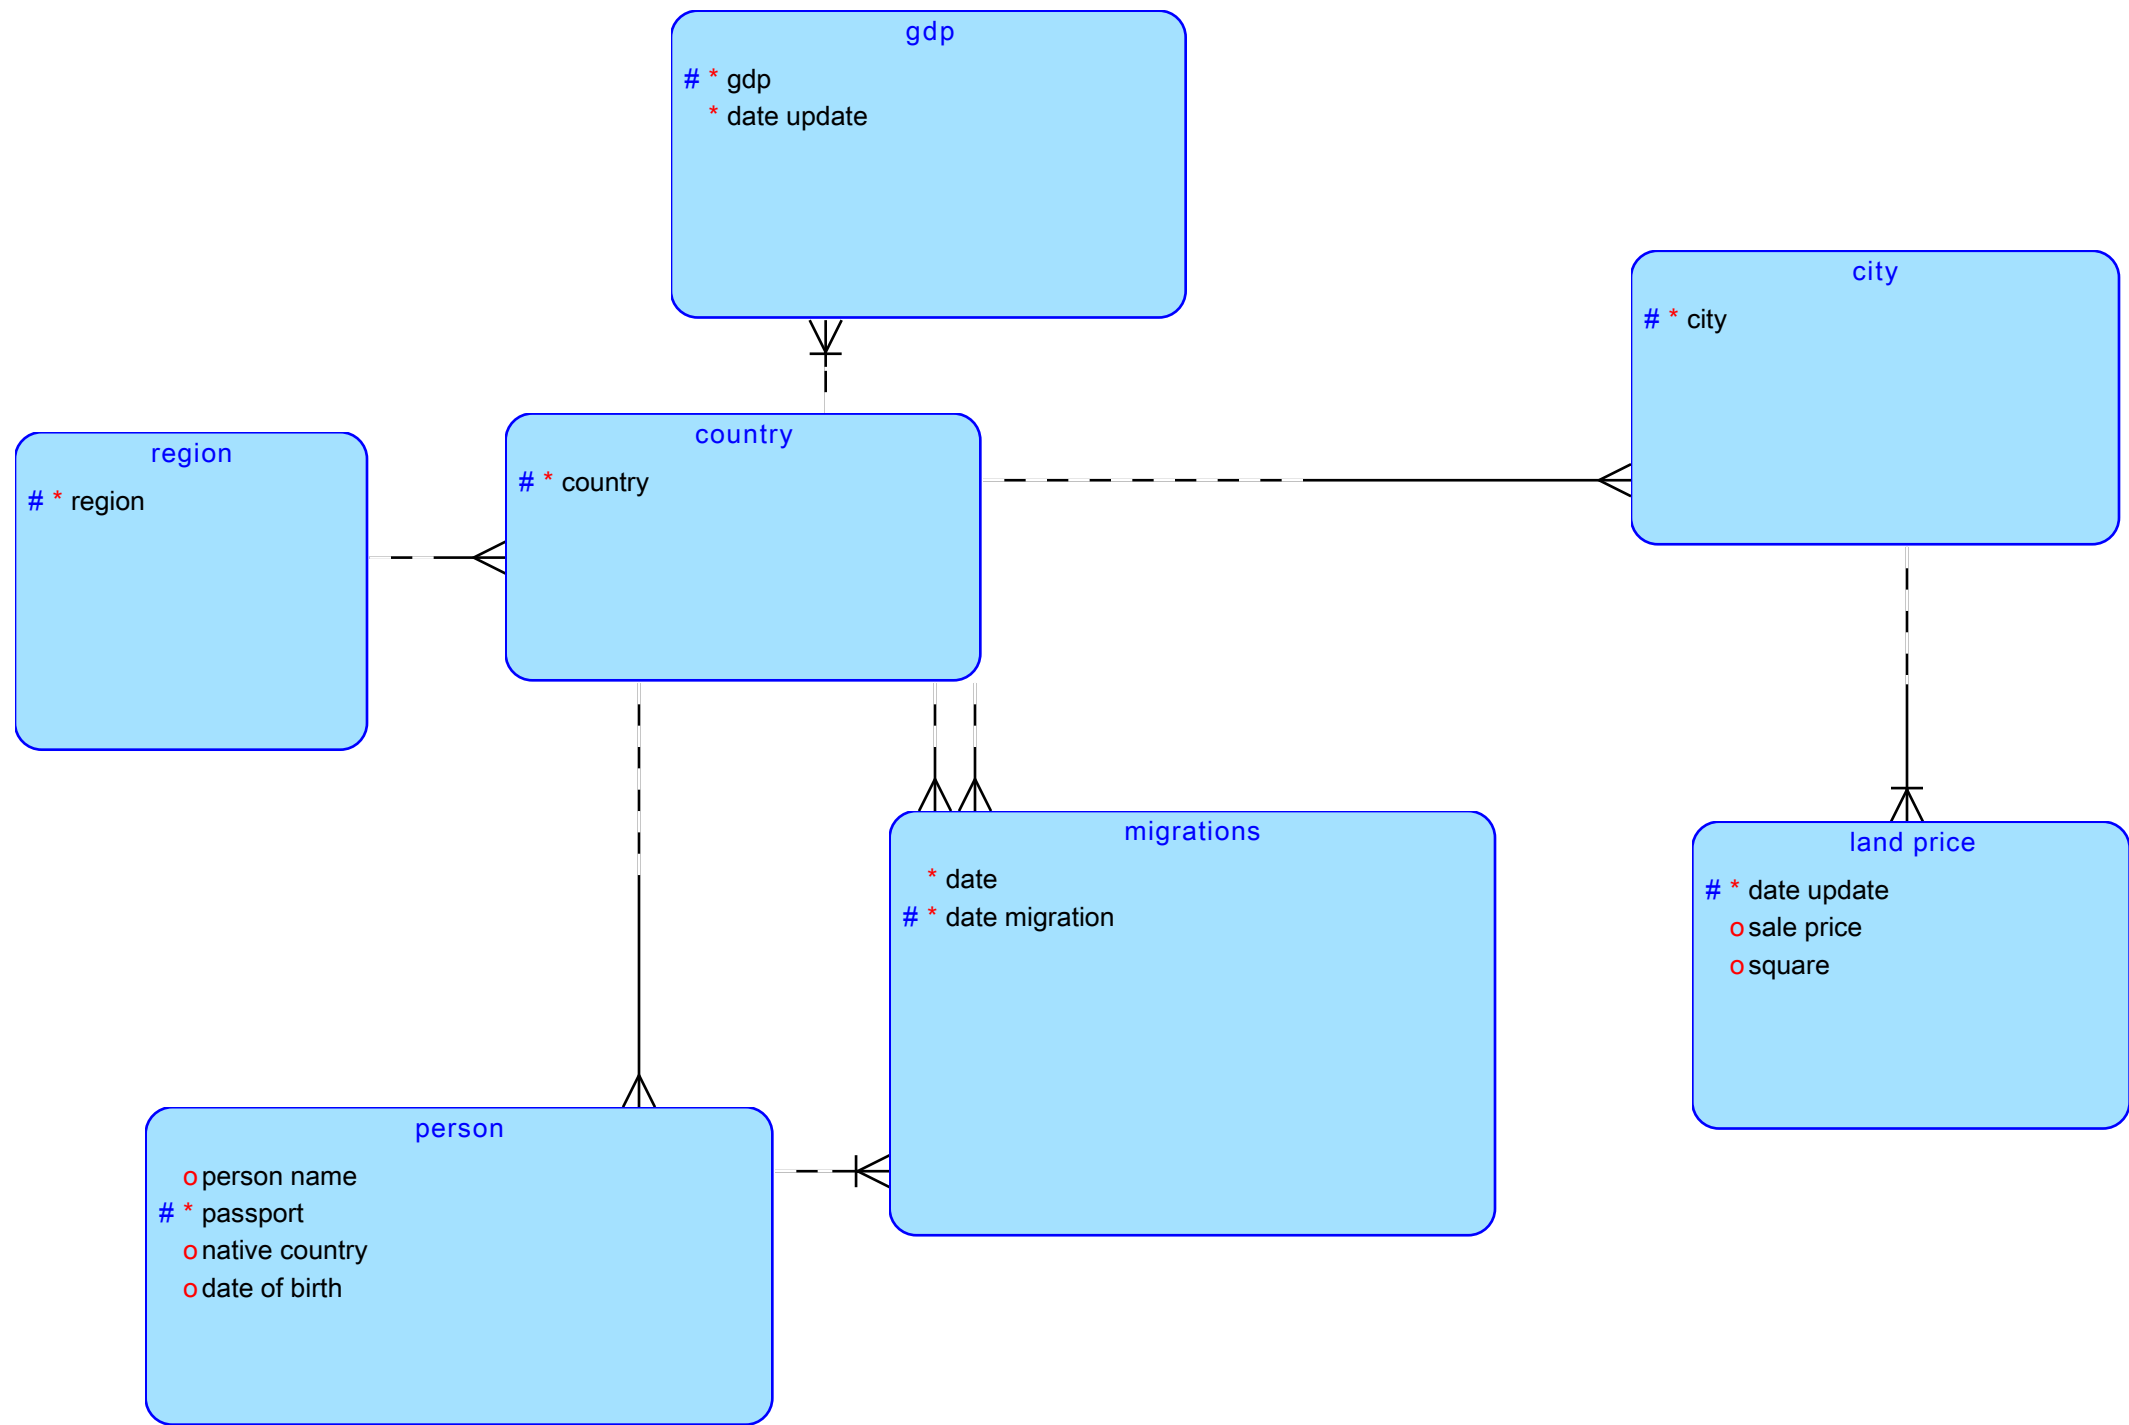 gdp
# * gdp
* date update
city
# * city
region
# * region
country
# * country
migrations
* date
# * date migration
land price
# * date update
o sale price
o square
person
o person name
# * passport
o native country
o date of birth